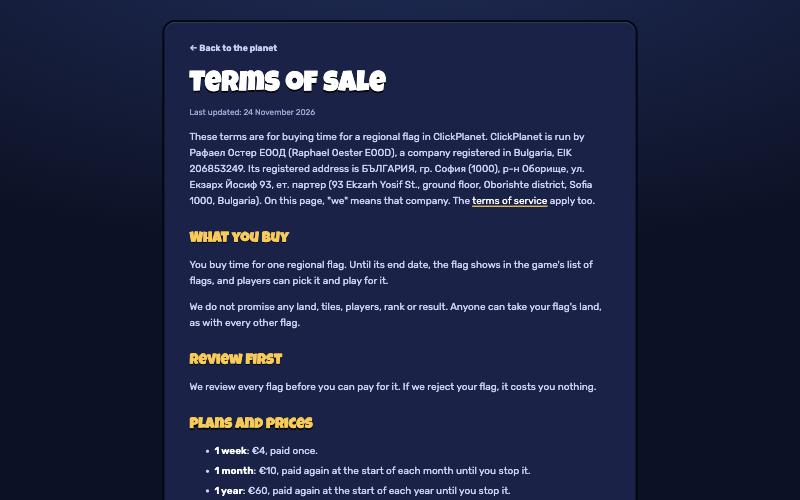 ← Back to the planet
Terms of sale
Last updated: 24 November 2026
These terms are for buying time for a regional flag in ClickPlanet. ClickPlanet is run by
Рафаел Остер ЕООД (Raphael Oester EOOD), a company registered in Bulgaria, EIK
206853249. Its registered address is БЪЛГАРИЯ, гр. София (1000), р-н Оборище, ул.
Екзарх Йосиф 93, ет. партер (93 Ekzarh Yosif St., ground floor, Oborishte district, Sofia
1000, Bulgaria). On this page, "we" means that company. The terms of service apply too.
What you buy
You buy time for one regional flag. Until its end date, the flag shows in the game's list of
flags, and players can pick it and play for it.
We do not promise any land, tiles, players, rank or result. Anyone can take your flag's land,
as with every other flag.
Review first
We review every flag before you can pay for it. If we reject your flag, it costs you nothing.
Plans and prices
• 1 week: €4, paid once.
• 1 month: €10, paid again at the start of each month until you stop it.
• 1 year: €60, paid again at the start of each year until you stop it.